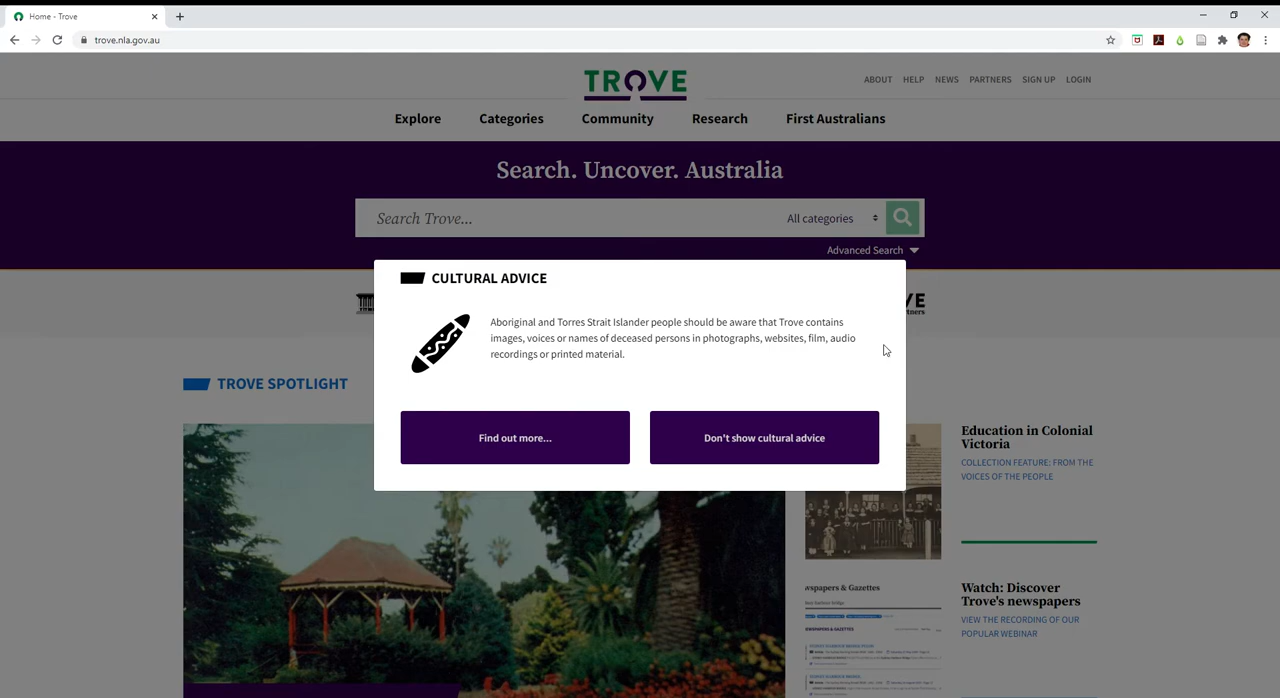 Home - Trove
trove.nla.gov.au
TROVE
ABOUT HELP NEWS PARTNERS SIGN UP LOGIN
Explore Categories Community Research First Australians
Search. Uncover. Australia
Search Trove... All categories
Advanced Search
CULTURAL ADVICE
Aboriginal and Torres Strait Islander people should be aware that Trove contains
images, voices or names of deceased persons in photographs, websites, film, audio
recordings or printed material.
Find out more... Don't show cultural advice
TROVE SPOTLIGHT
Education in Colonial
Victoria
COLLECTION FEATURE: FROM THE
VOICES OF THE PEOPLE
Watch: Discover
Trove's newspapers
VIEW THE RECORDING OF OUR
POPULAR WEBINAR
& Gazettes